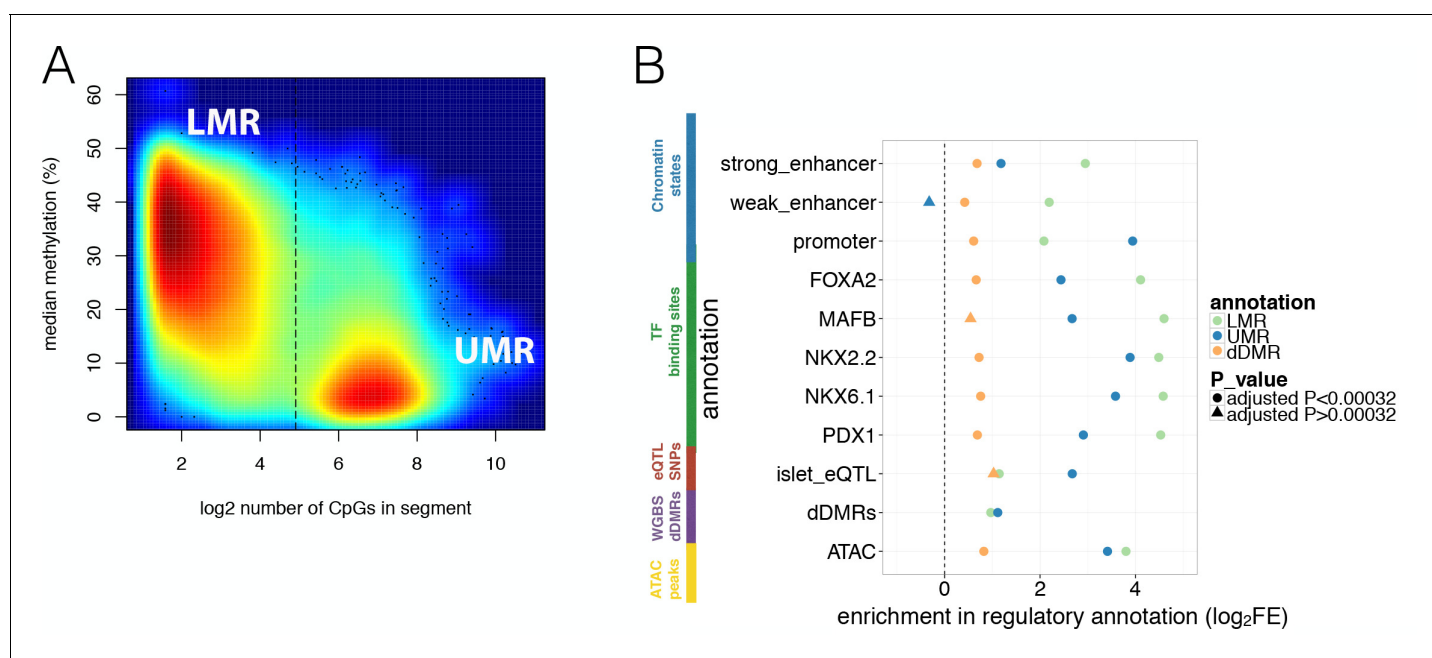 A
LMR
UMR
60
50
40
30
20
10
0
median methylation (%)
2
4
6
8
10
log2 number of CpGs in segment
B
Chromatin
states
TF
binding sites
eQTL
SNPs
WGBS
dDMRs
ATAC
peaks
annotation
strong_enhancer
weak_enhancer
promoter
FOXA2
MAFB
NKX2.2
NKX6.1
PDX1
islet_eQTL
dDMRs
ATAC
0
2
4
enrichment in regulatory annotation (log₂FE)
annotation
LMR
UMR
dDMR
P_value
adjusted P<0.00032
adjusted P>0.00032